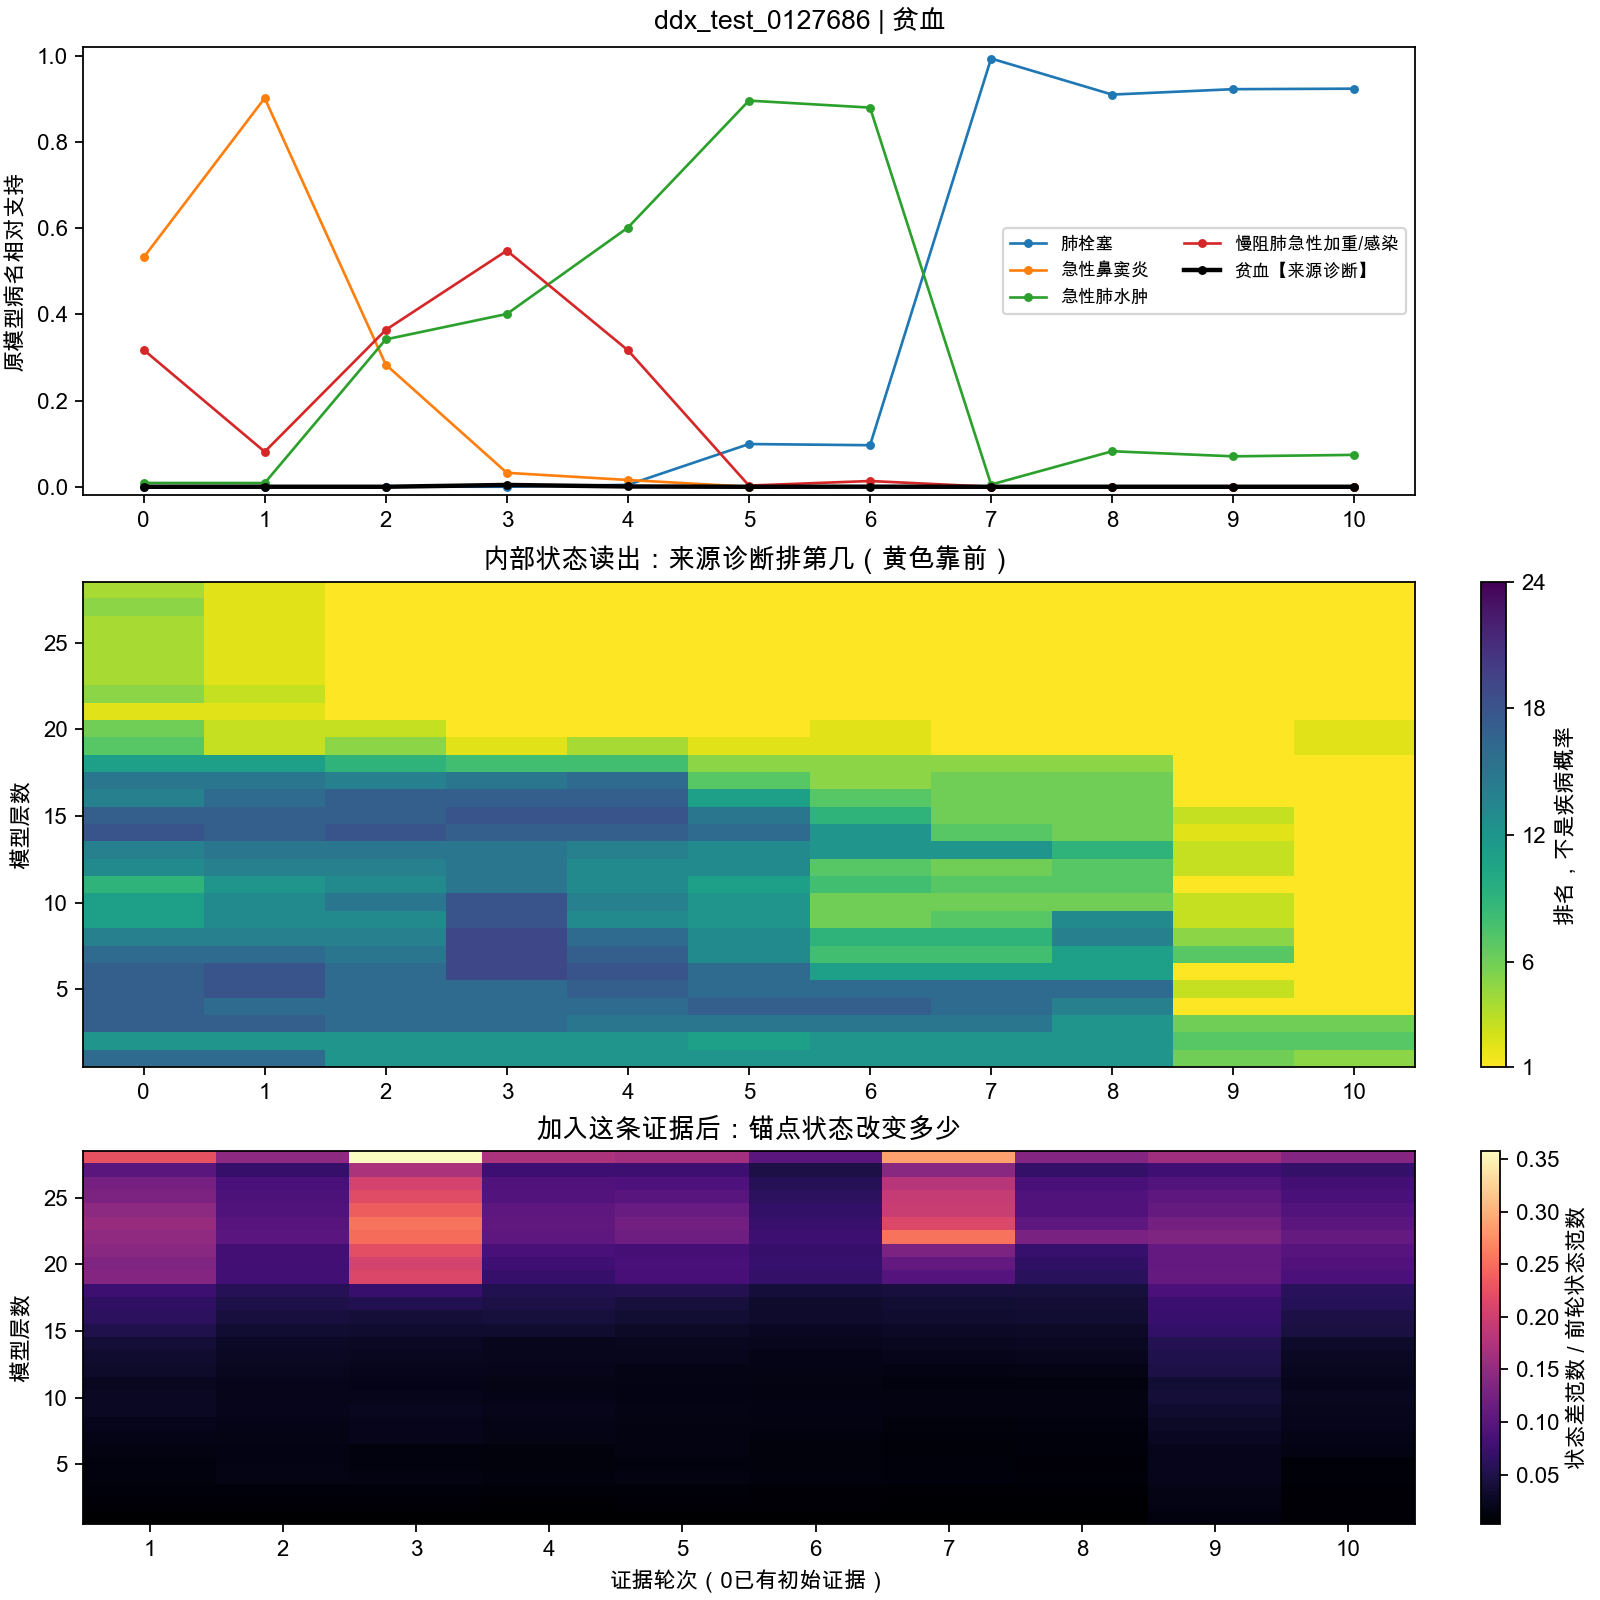 ddx_test_0127686 | 贫血
原模型病名相对支持
1.0
0.8
0.6
0.4
0.2
0.0
肺栓塞
急性鼻窦炎
急性肺水肿
慢阻肺急性加重/感染
贫血【来源诊断】
0 1 2 3 4 5 6 7 8 9 10
内部状态读出：来源诊断排第几（黄色靠前）
模型层数
25
20
15
10
5
0 1 2 3 4 5 6 7 8 9 10
24
18
12
6
1
排名，不是疾病概率
加入这条证据后：锚点状态改变多少
模型层数
25
20
15
10
5
1 2 3 4 5 6 7 8 9 10
证据轮次（0已有初始证据）
0.35
0.30
0.25
0.20
0.15
0.10
0.05
状态差范数 / 前轮状态范数